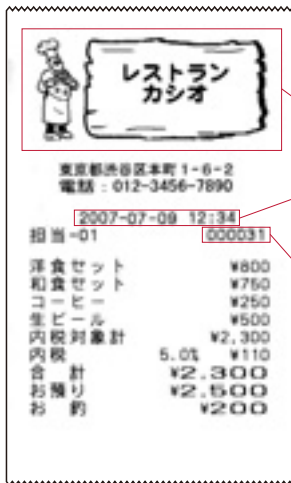 レストラン
カシオ
東京都渋谷区本町1-6-2
電話:012-3456-7890
2007-07-09 12:34
担当-01 000031
洋食セット ¥800
和食セット ¥750
コーヒー ¥250
生ビール ¥500
内税対象計 ¥2,300
内税 5.0% ¥110
合 計 ¥2,300
お預り ¥2,500
お 釣 ¥200